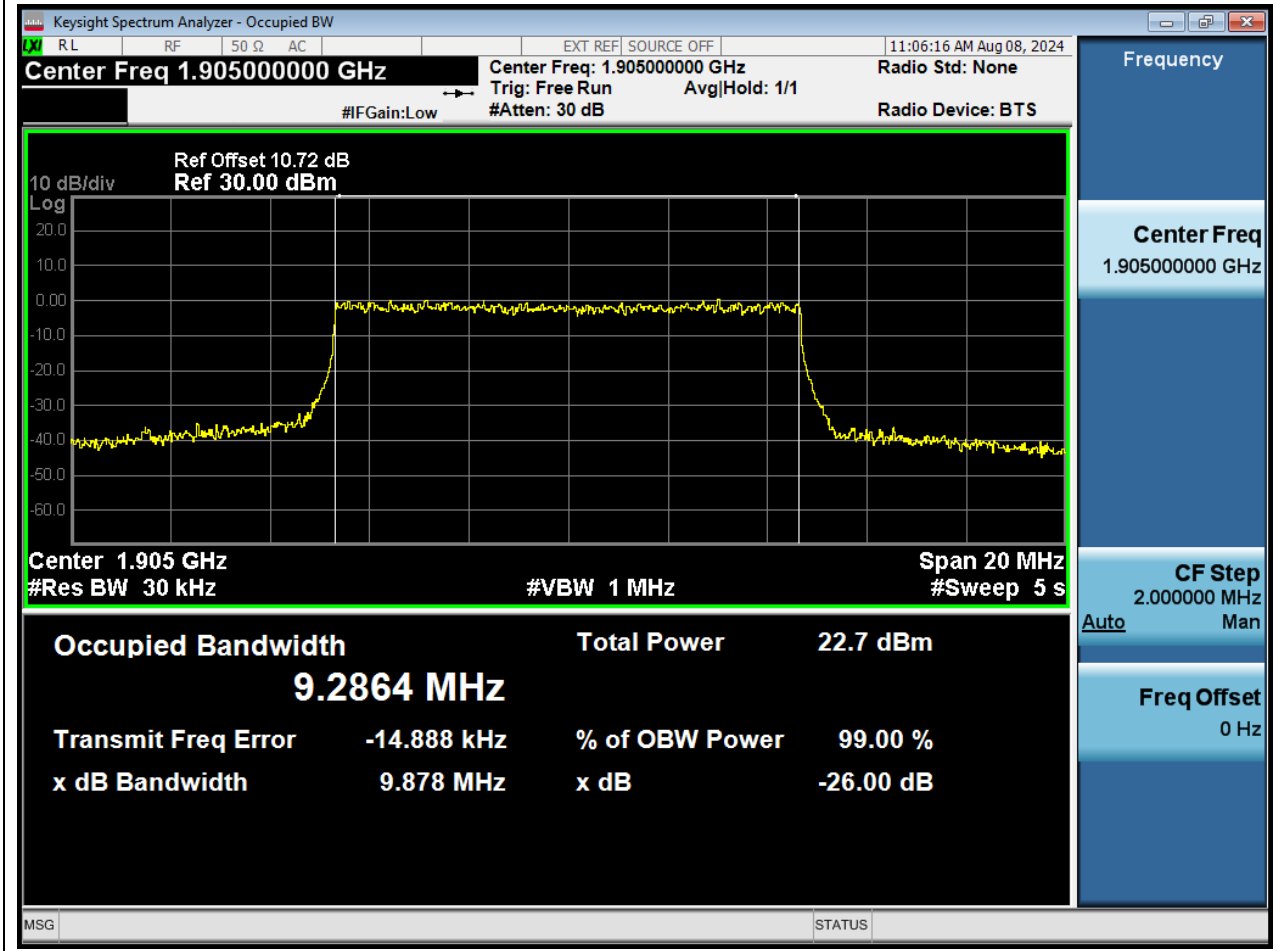 Keysight Spectrum Analyzer - Occupied BW
LXI RL RF 50 Ω AC EXT REF SOURCE OFF 11:06:16 AM Aug 08, 2024
Center Freq 1.905000000 GHz
Center Freq: 1.905000000 GHz Radio Std: None
Trig: Free Run Avg|Hold: 1/1
#IFGain:Low #Atten: 30 dB Radio Device: BTS
Ref Offset 10.72 dB
10 dB/div Ref 30.00 dBm
Log
20.0
10.0
0.00
-10.0
-20.0
-30.0
-40.0
-50.0
-60.0
Center 1.905 GHz Span 20 MHz
#Res BW 30 kHz #VBW 1 MHz #Sweep 5 s
Occupied Bandwidth Total Power 22.7 dBm
9.2864 MHz
Transmit Freq Error -14.888 kHz % of OBW Power 99.00 %
x dB Bandwidth 9.878 MHz x dB -26.00 dB
Frequency
Center Freq
1.905000000 GHz
CF Step
2.000000 MHz
Auto Man
Freq Offset
0 Hz
MSG STATUS